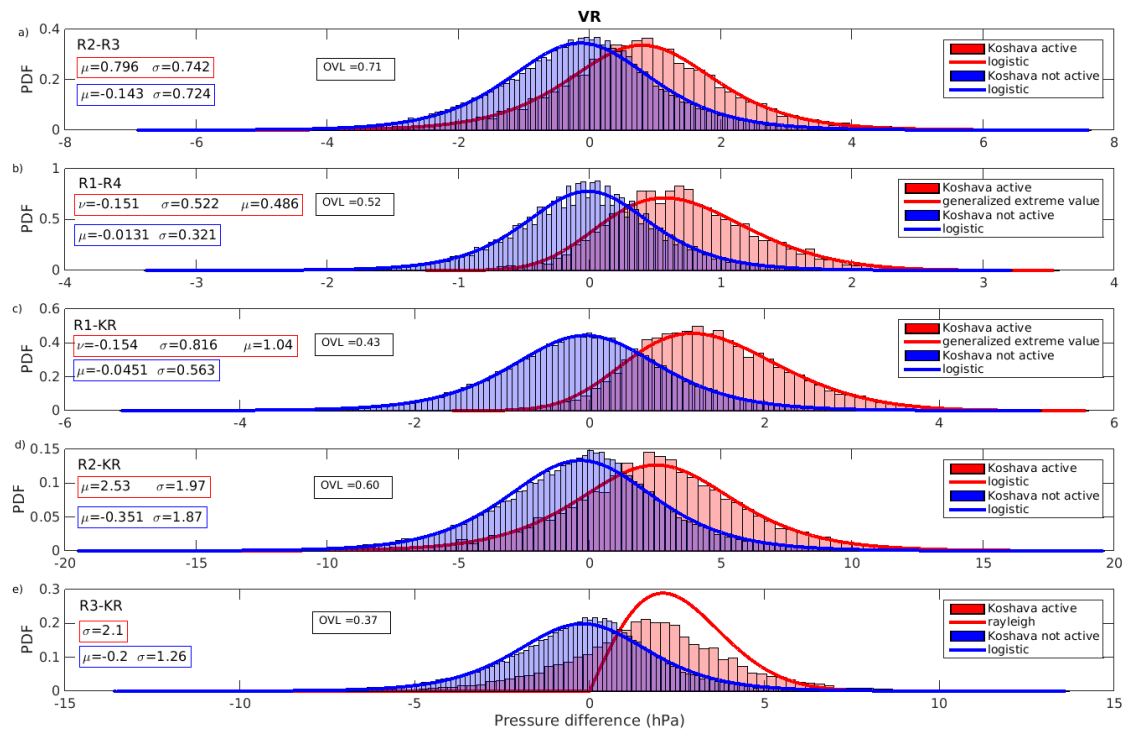 VR
a)
R2-R3
μ=0.796 σ=0.742
μ=-0.143 σ=0.724
OVL =0.71
Koshava active
logistic
Koshava not active
logistic
PDF
0.4
0.2
0
-8 -6 -4 -2 0 2 4 6 8
b)
R1-R4
ν=-0.151 σ=0.522 μ=0.486
μ=-0.0131 σ=0.321
OVL =0.52
Koshava active
generalized extreme value
Koshava not active
logistic
PDF
1
0.5
0
-4 -3 -2 -1 0 1 2 3 4
c)
R1-KR
ν=-0.154 σ=0.816 μ=1.04
μ=-0.0451 σ=0.563
OVL =0.43
Koshava active
generalized extreme value
Koshava not active
logistic
PDF
0.6
0.4
0.2
0
-6 -4 -2 0 2 4 6
d)
R2-KR
μ=2.53 σ=1.97
μ=-0.351 σ=1.87
OVL =0.60
Koshava active
logistic
Koshava not active
logistic
PDF
0.15
0.1
0.05
0
-20 -15 -10 -5 0 5 10 15 20
e)
R3-KR
σ=2.1
μ=-0.2 σ=1.26
OVL =0.37
Koshava active
rayleigh
Koshava not active
logistic
PDF
0.3
0.2
0.1
0
-15 -10 -5 0 5 10 15
Pressure difference (hPa)